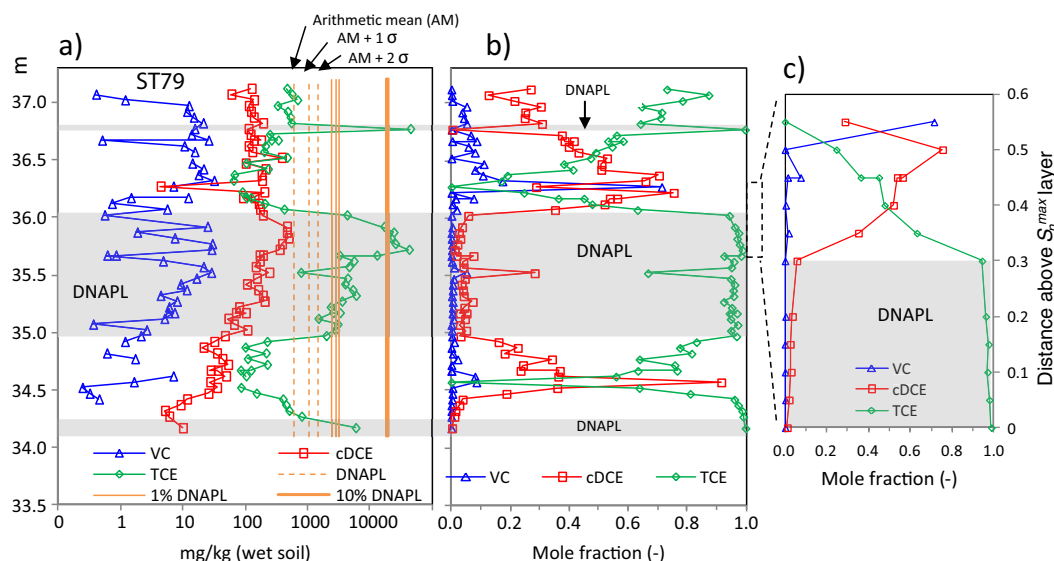 Arithmetic mean (AM)
AM + 1 σ
AM + 2 σ
a)
b)
c)
m
ST79
DNAPL
37.0
36.5
36.0
35.5
35.0
34.5
34.0
33.5
DNAPL
VC
cDCE
TCE
DNAPL
1% DNAPL
10% DNAPL
0 1 10 100 1000 10000
mg/kg (wet soil)
DNAPL
DNAPL
VC cDCE TCE
0.0 0.2 0.4 0.6 0.8 1.0
Mole fraction (-)
0.6
0.5
0.4
0.3
0.2
0.1
0
DNAPL
VC
cDCE
TCE
0.0 0.2 0.4 0.6 0.8 1.0
Mole fraction (-)
Distance above Sₙᵐᵃˣ layer